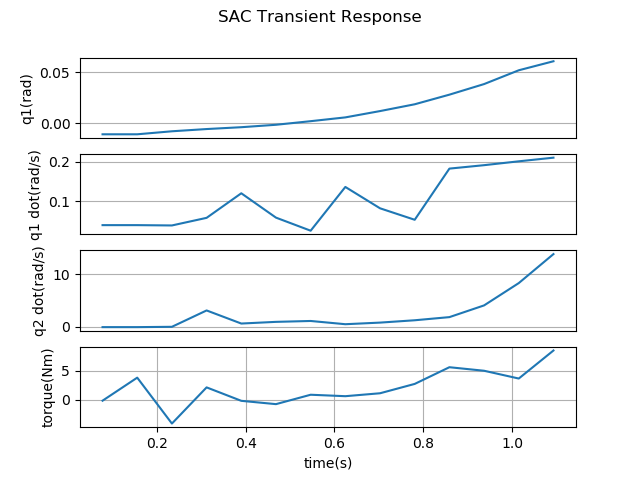 SAC Transient Response
q1(rad)
0.05
0.00
q1 dot(rad/s)
0.2
0.1
q2 dot(rad/s)
10
0
torque(Nm)
5
0
0.2 0.4 0.6 0.8 1.0
time(s)